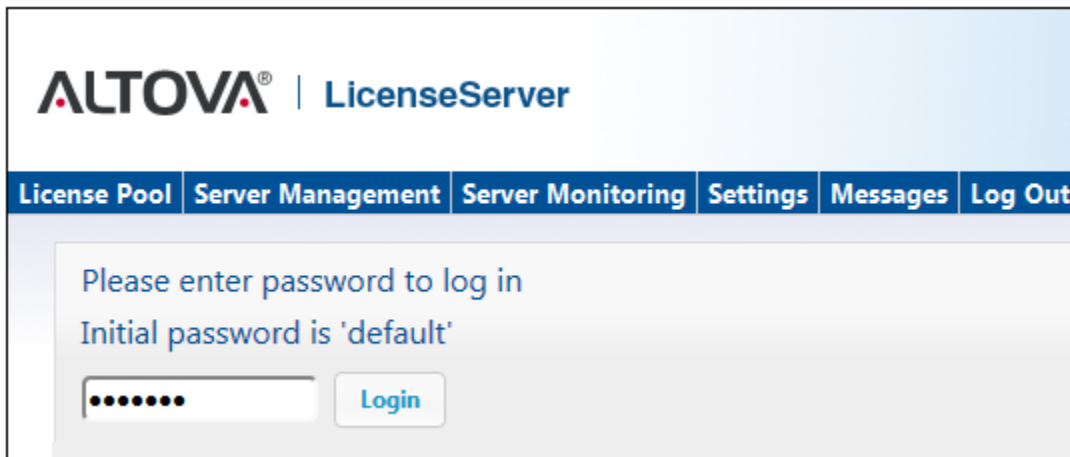 ALTOVA® | LicenseServer
License Pool Server Management Server Monitoring Settings Messages Log Out
Please enter password to log in
Initial password is 'default'
••••••• Login